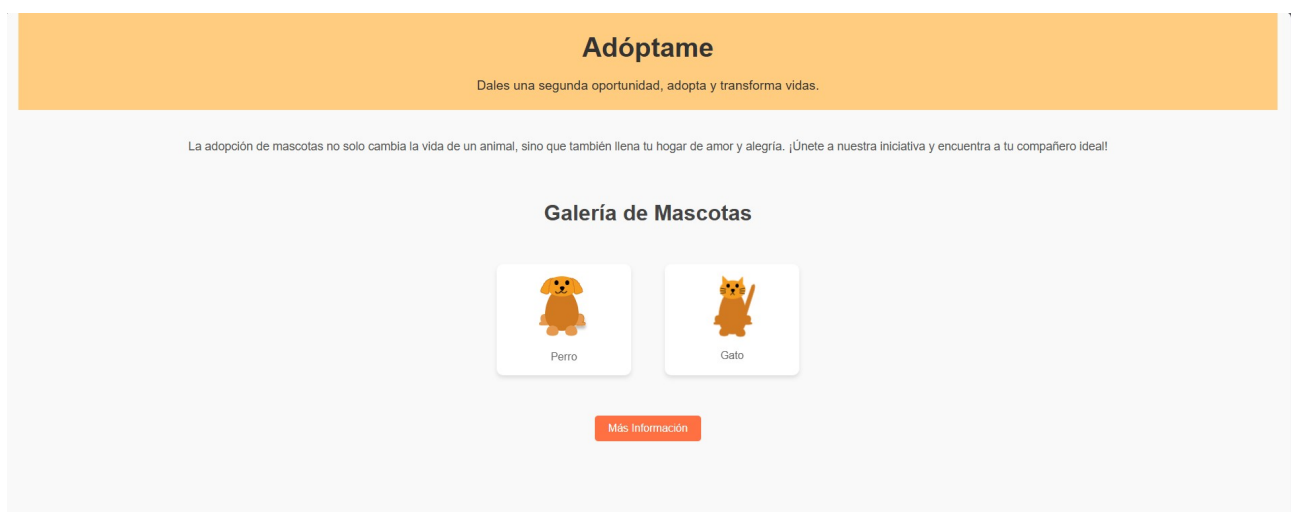 Adóptame
Dales una segunda oportunidad, adopta y transforma vidas.
La adopción de mascotas no solo cambia la vida de un animal, sino que también llena tu hogar de amor y alegría. ¡Únete a nuestra iniciativa y encuentra a tu compañero ideal!
Galería de Mascotas
Perro
Gato
Más Información